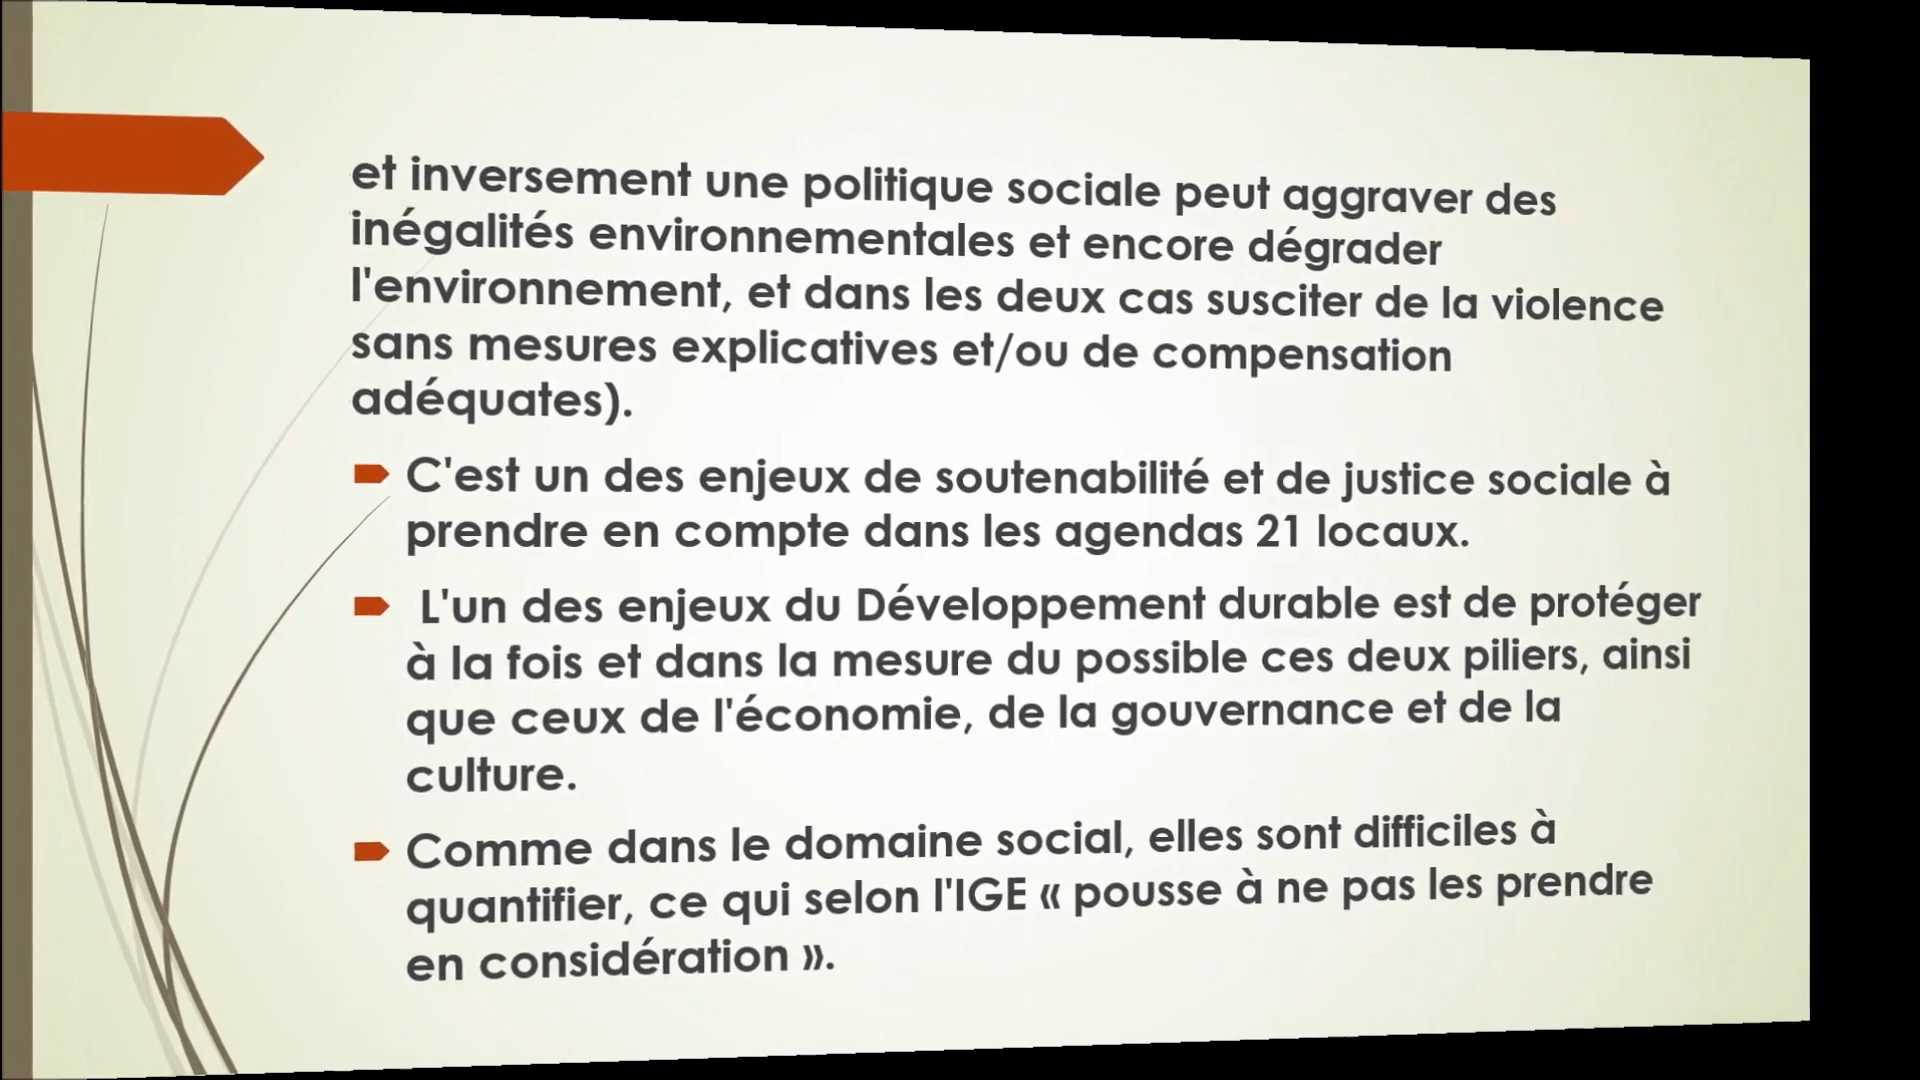 et inversement une politique sociale peut aggraver des
inégalités environnementales et encore dégrader
l'environnement, et dans les deux cas susciter de la violence
sans mesures explicatives et/ou de compensation
adéquates).
C'est un des enjeux de soutenabilité et de justice sociale à
prendre en compte dans les agendas 21 locaux.
L'un des enjeux du Développement durable est de protéger
à la fois et dans la mesure du possible ces deux piliers, ainsi
que ceux de l'économie, de la gouvernance et de la
culture.
Comme dans le domaine social, elles sont difficiles à
quantifier, ce qui selon l'IGE « pousse à ne pas les prendre
en considération ».